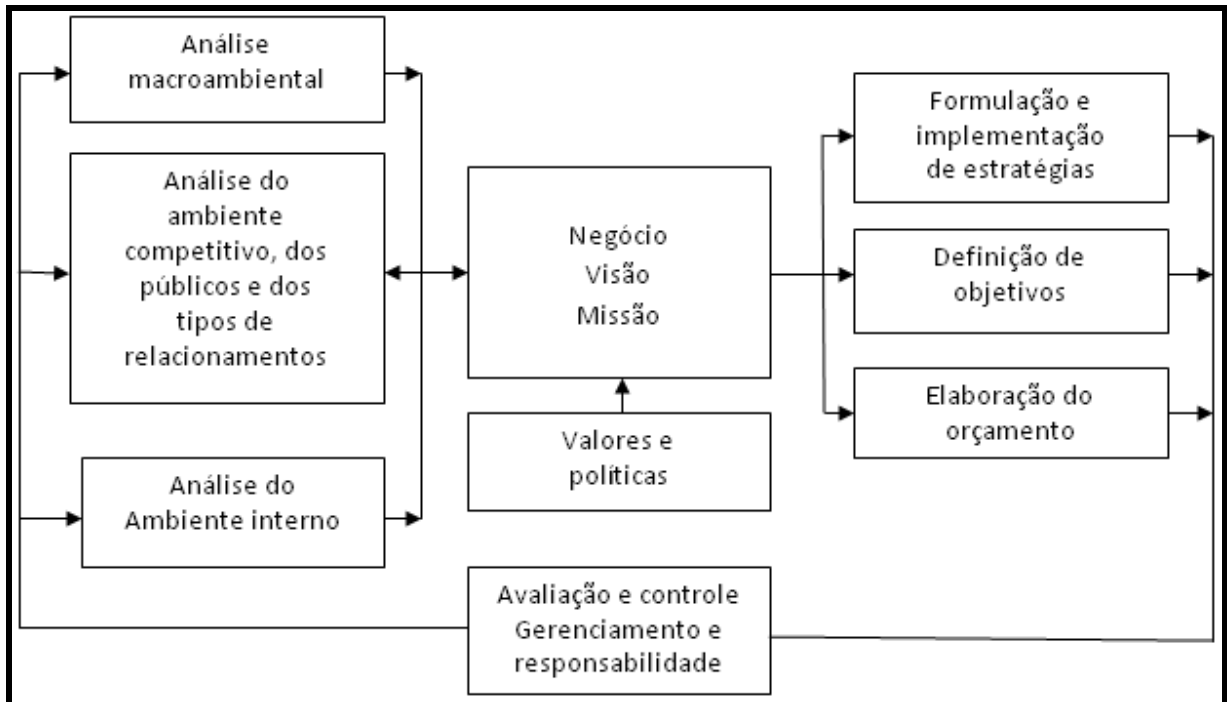 Análise
macroambiental
Análise do
ambiente
competitivo, dos
públicos e dos
tipos de
relacionamentos
Análise do
Ambiente interno
Negócio
Visão
Missão
Valores e
políticas
Avaliação e controle
Gerenciamento e
responsabilidade
Formulação e
implementação
de estratégias
Definição de
objetivos
Elaboração do
orçamento